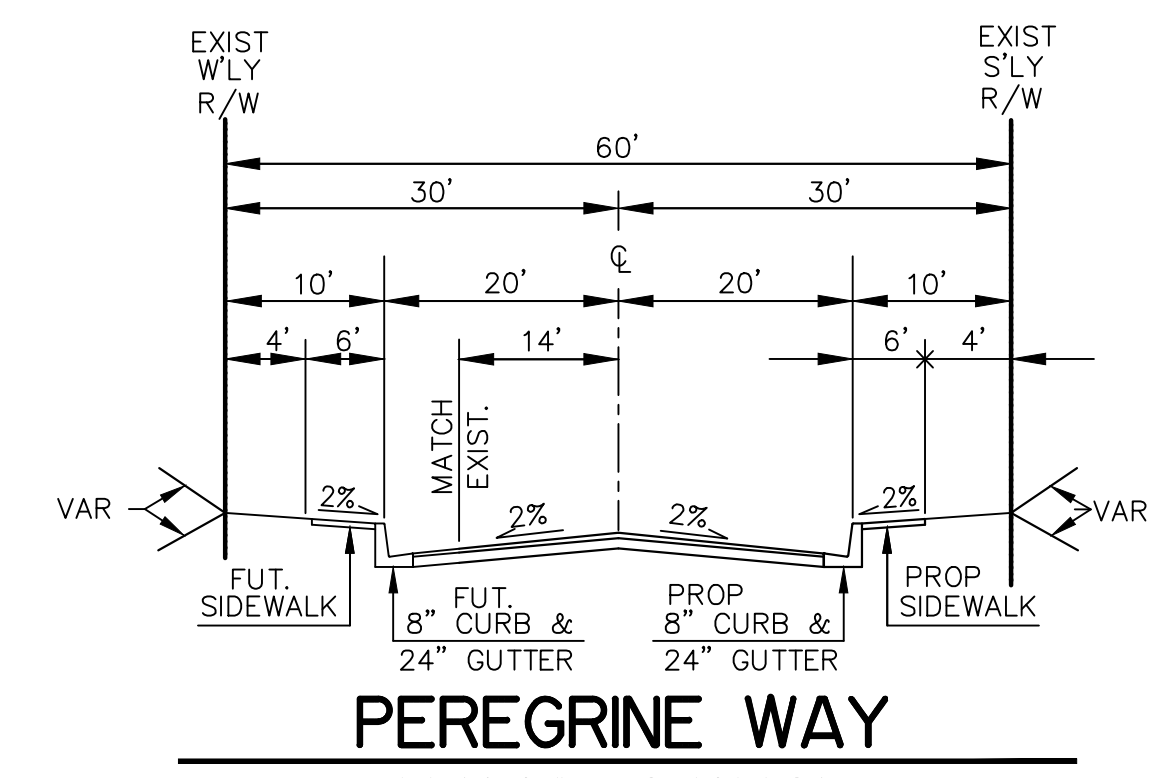 EXIST
W'LY
R/W
EXIST
S'LY
R/W
60'
30'
30'
℄
10'
20'
20'
10'
4'
6'
14'
6'
4'
MATCH
EXIST.
VAR
2%
2%
2%
2%
VAR
FUT.
SIDEWALK
FUT.
8" CURB &
24" GUTTER
PROP
8" CURB &
24" GUTTER
PROP
SIDEWALK
PEREGRINE WAY